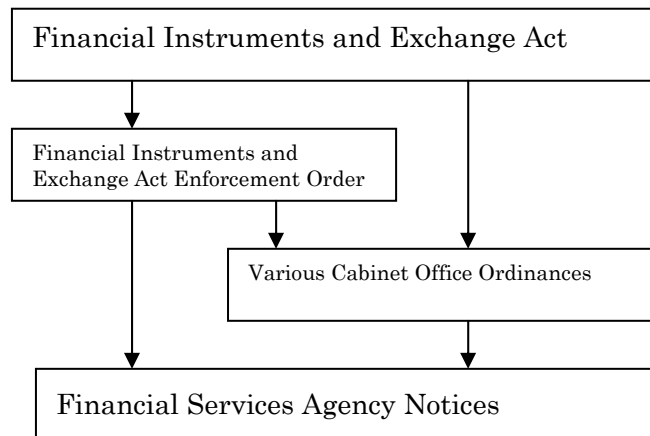 Financial Instruments and Exchange Act
Financial Instruments and
Exchange Act Enforcement Order
Various Cabinet Office Ordinances
Financial Services Agency Notices